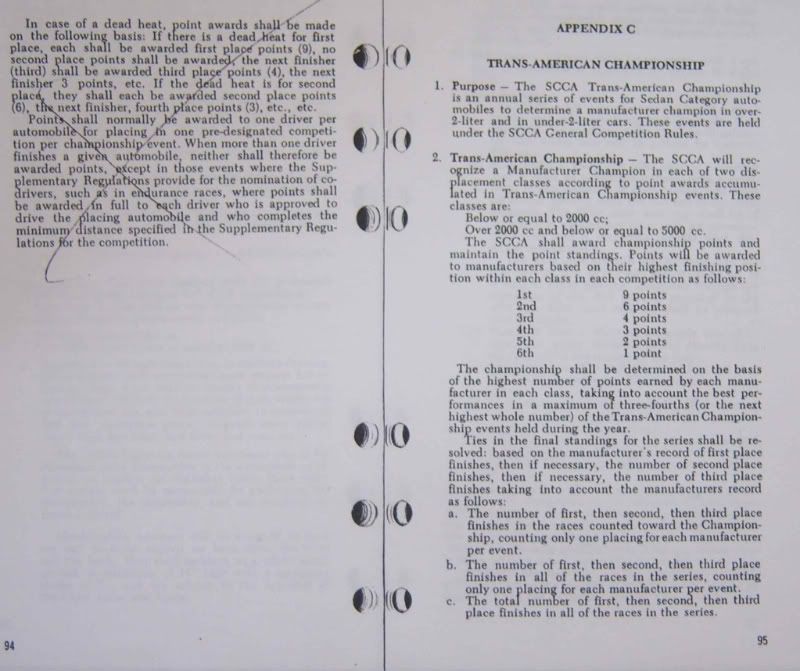 In case of a dead heat, point awards shall be made
on the following basis: If there is a dead heat for first
place, each shall be awarded first place points (9), no
second place points shall be awarded, the next finisher
(third) shall be awarded third place points (4), the next
finisher 3 points, etc. If the dead heat is for second
place, they shall each be awarded second place points
(6), the next finisher, fourth place points (3), etc., etc.
Points shall normally be awarded to one driver per
automobile for placing in one pre-designated competi-
tion per championship event. When more than one driver
finishes a given automobile, neither shall therefore be
awarded points, except in those events where the Sup-
plementary Regulations provide for the nomination of co-
drivers, such as in endurance races, where points shall
be awarded in full to each driver who is approved to
drive the placing automobile and who completes the
minimum distance specified in the Supplementary Regu-
lations for the competition.
94
APPENDIX C
TRANS-AMERICAN CHAMPIONSHIP
1. Purpose – The SCCA Trans-American Championship
is an annual series of events for Sedan Category auto-
mobiles to determine a manufacturer champion in over-
2-liter and in under-2-liter cars. These events are held
under the SCCA General Competition Rules.
2. Trans-American Championship – The SCCA will rec-
ognize a Manufacturer Champion in each of two dis-
placement classes according to point awards accumu-
lated in Trans-American Championship events. These
classes are:
Below or equal to 2000 cc;
Over 2000 cc and below or equal to 5000 cc.
The SCCA shall award championship points and
maintain the point standings. Points will be awarded
to manufacturers based on their highest finishing posi-
tion within each class in each competition as follows:
1st 9 points
2nd 6 points
3rd 4 points
4th 3 points
5th 2 points
6th 1 point
The championship shall be determined on the basis
of the highest number of points earned by each manu-
facturer in each class, taking into account the best per-
formances in a maximum of three-fourths (or the next
highest whole number) of the Trans-American Champion-
ship events held during the year.
Ties in the final standings for the series shall be re-
solved: based on the manufacturer's record of first place
finishes, then if necessary, the number of second place
finishes, then if necessary, the number of third place
finishes taking into account the manufacturers record
as follows:
a. The number of first, then second, then third place
finishes in the races counted toward the Champion-
ship, counting only one placing for each manufacturer
per event.
b. The number of first, then second, then third place
finishes in all of the races in the series, counting
only one placing for each manufacturer per event.
c. The total number of first, then second, then third
place finishes in all of the races in the series.
95